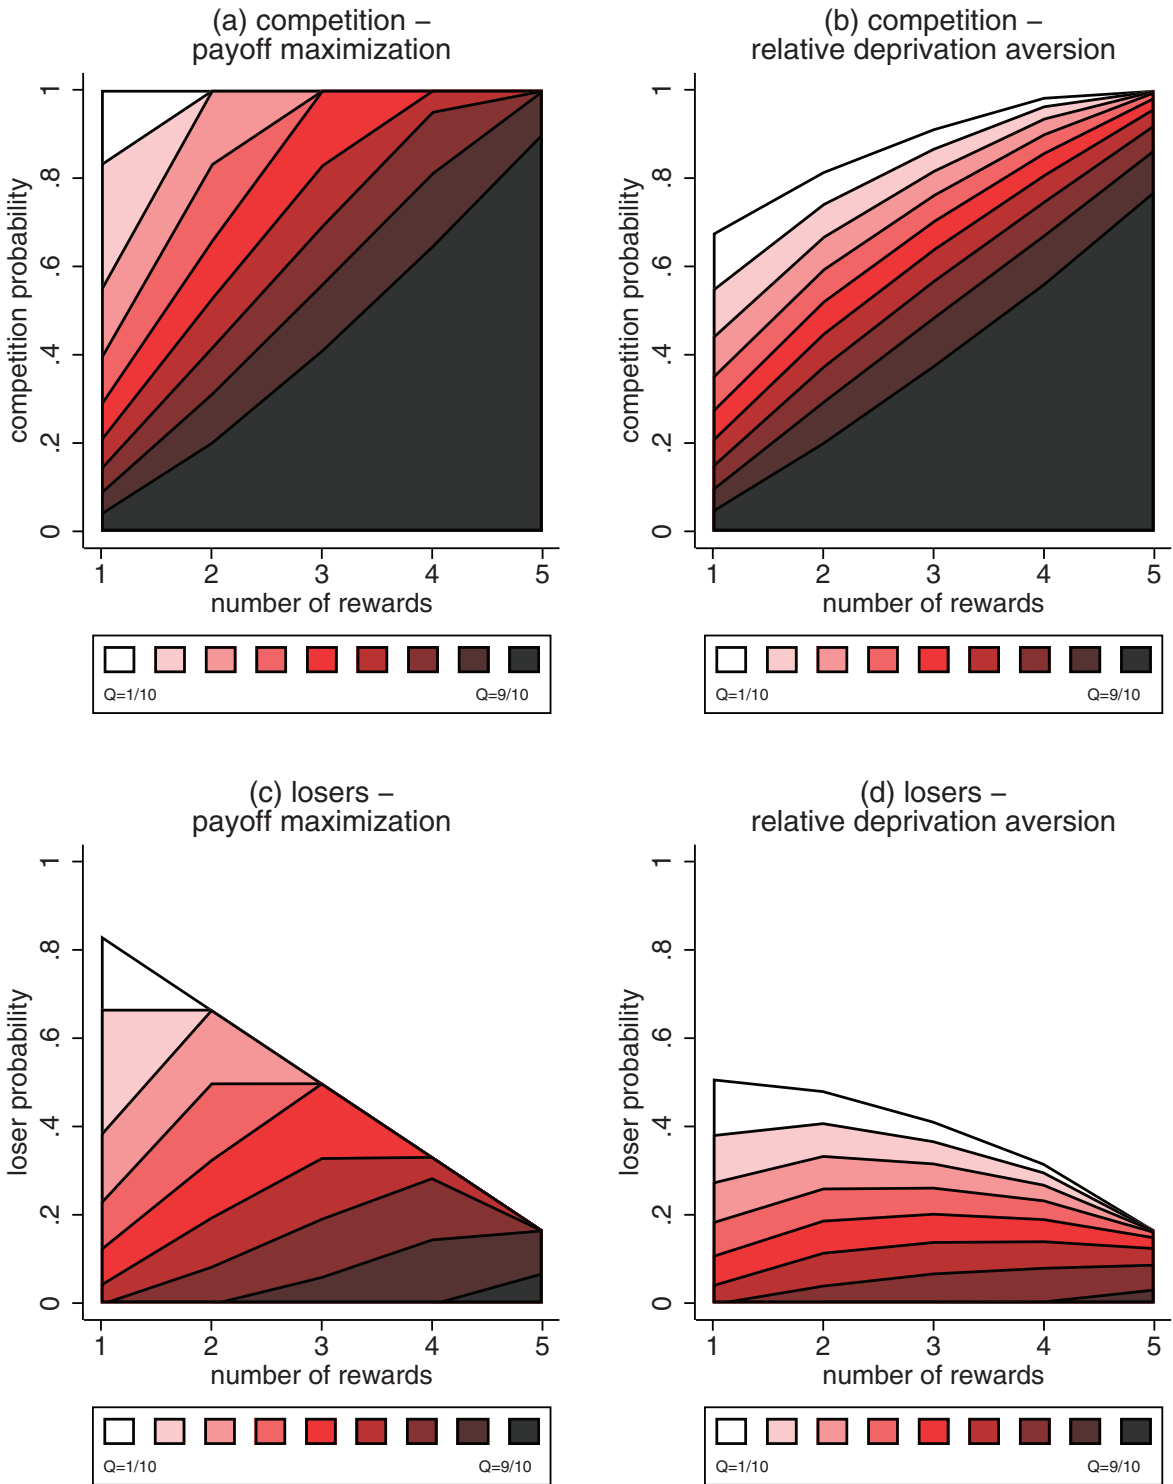 (a) competition –
payoff maximization
competition probability
1
.8
.6
.4
.2
0
1 2 3 4 5
number of rewards
Q=1/10 Q=9/10
(b) competition –
relative deprivation aversion
competition probability
1
.8
.6
.4
.2
0
1 2 3 4 5
number of rewards
Q=1/10 Q=9/10
(c) losers –
payoff maximization
loser probability
1
.8
.6
.4
.2
0
1 2 3 4 5
number of rewards
Q=1/10 Q=9/10
(d) losers –
relative deprivation aversion
loser probability
1
.8
.6
.4
.2
0
1 2 3 4 5
number of rewards
Q=1/10 Q=9/10